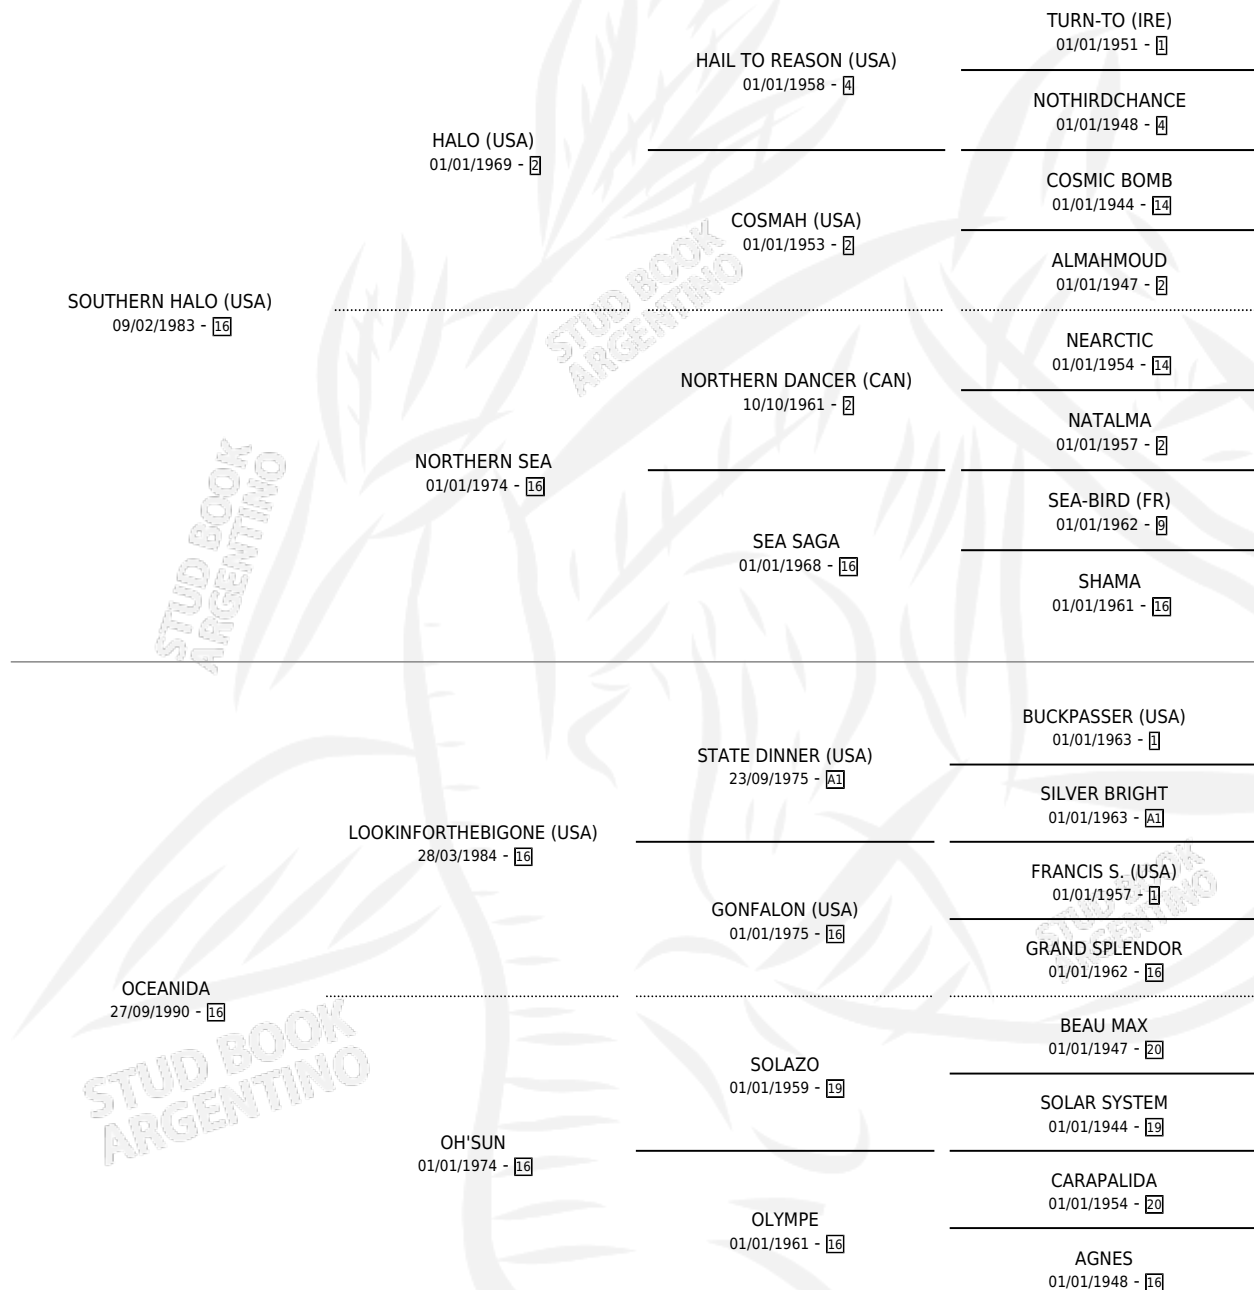 TURN-TO (IRE)
01/01/1951 - 1
HAIL TO REASON (USA)
01/01/1958 - 4
NOTHIRDCHANCE
01/01/1948 - 4
HALO (USA)
01/01/1969 - 2
COSMIC BOMB
01/01/1944 - 14
COSMAH (USA)
01/01/1953 - 2
ALMAHMOUD
01/01/1947 - 2
SOUTHERN HALO (USA)
09/02/1983 - 16
STUD BOOK
ARGENTINO
NEARCTIC
01/01/1954 - 14
NORTHERN DANCER (CAN)
10/10/1961 - 2
NATALMA
01/01/1957 - 2
NORTHERN SEA
01/01/1974 - 16
SEA-BIRD (FR)
01/01/1962 - 9
SEA SAGA
01/01/1968 - 16
SHAMA
01/01/1961 - 16
STUD BOOK
ARGENTINO
BUCKPASSER (USA)
01/01/1963 - 1
STATE DINNER (USA)
23/09/1975 - A1
SILVER BRIGHT
01/01/1963 - A1
LOOKINFORTHEBIGONE (USA)
28/03/1984 - 16
FRANCIS S. (USA)
01/01/1957 - 1
GONFALON (USA)
01/01/1975 - 16
STUD BOOK
ARGENTINO
GRAND SPLENDOR
01/01/1962 - 16
OCEANIDA
27/09/1990 - 16
STUD BOOK
ARGENTINO
BEAU MAX
01/01/1947 - 20
SOLAZO
01/01/1959 - 19
SOLAR SYSTEM
01/01/1944 - 19
OH'SUN
01/01/1974 - 16
CARAPALIDA
01/01/1954 - 20
OLYMPE
01/01/1961 - 16
AGNES
01/01/1948 - 16